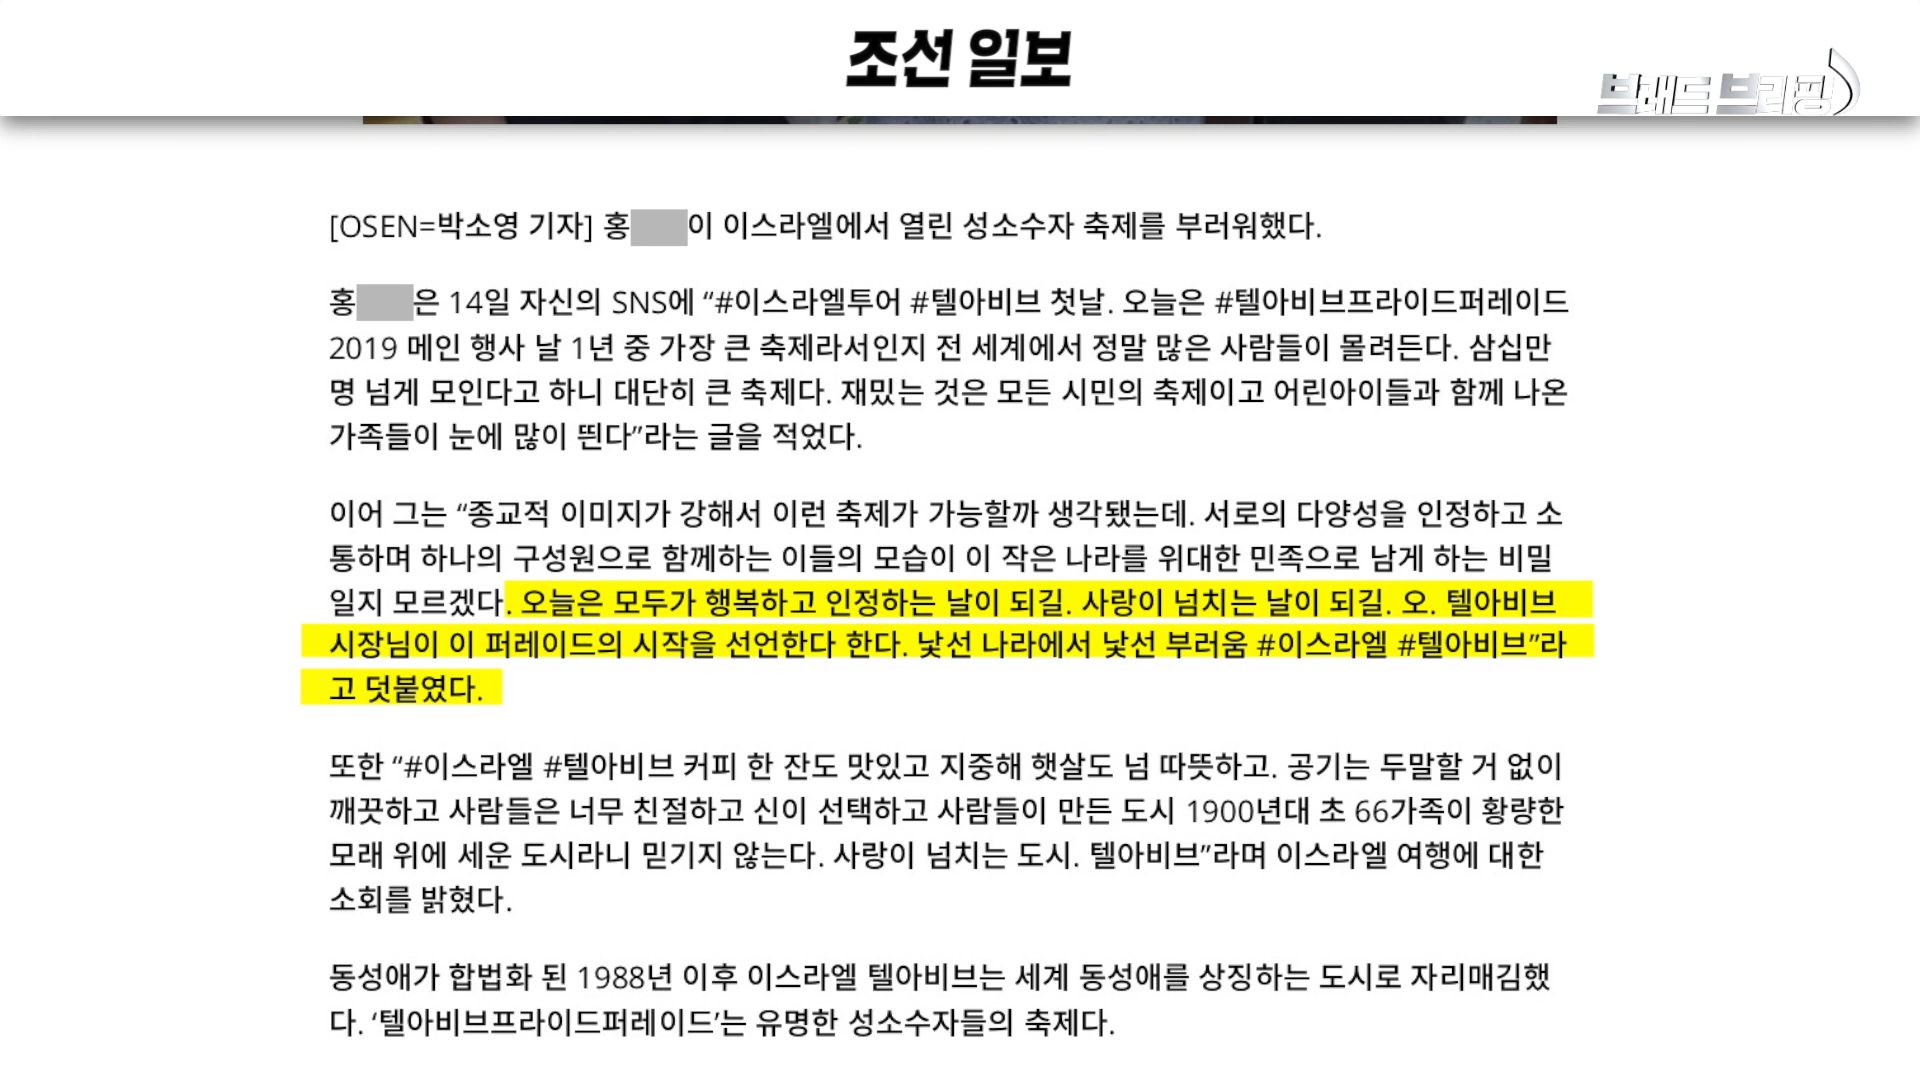 조선일보
브래드 브리핑
[OSEN=박소영 기자] 홍 이 이스라엘에서 열린 성소수자 축제를 부러워했다.
홍 은 14일 자신의 SNS에 “#이스라엘투어 #텔아비브 첫날. 오늘은 #텔아비브프라이드퍼레이드
2019 메인 행사 날 1년 중 가장 큰 축제라서인지 전 세계에서 정말 많은 사람들이 몰려든다. 삼십만
명 넘게 모인다고 하니 대단히 큰 축제다. 재밌는 것은 모든 시민의 축제이고 어린아이들과 함께 나온
가족들이 눈에 많이 띈다”라는 글을 적었다.
이어 그는 “종교적 이미지가 강해서 이런 축제가 가능할까 생각됐는데. 서로의 다양성을 인정하고 소
통하며 하나의 구성원으로 함께하는 이들의 모습이 이 작은 나라를 위대한 민족으로 남게 하는 비밀
일지 모르겠다. 오늘은 모두가 행복하고 인정하는 날이 되길. 사랑이 넘치는 날이 되길. 오. 텔아비브
시장님이 이 퍼레이드의 시작을 선언한다 한다. 낯선 나라에서 낯선 부러움 #이스라엘 #텔아비브”라
고 덧붙였다.
또한 “#이스라엘 #텔아비브 커피 한 잔도 맛있고 지중해 햇살도 넘 따뜻하고. 공기는 두말할 거 없이
깨끗하고 사람들은 너무 친절하고 신이 선택하고 사람들이 만든 도시 1900년대 초 66가족이 황량한
모래 위에 세운 도시라니 믿기지 않는다. 사랑이 넘치는 도시. 텔아비브”라며 이스라엘 여행에 대한
소회를 밝혔다.
동성애가 합법화 된 1988년 이후 이스라엘 텔아비브는 세계 동성애를 상징하는 도시로 자리매김했
다. ‘텔아비브프라이드퍼레이드’는 유명한 성소수자들의 축제다.